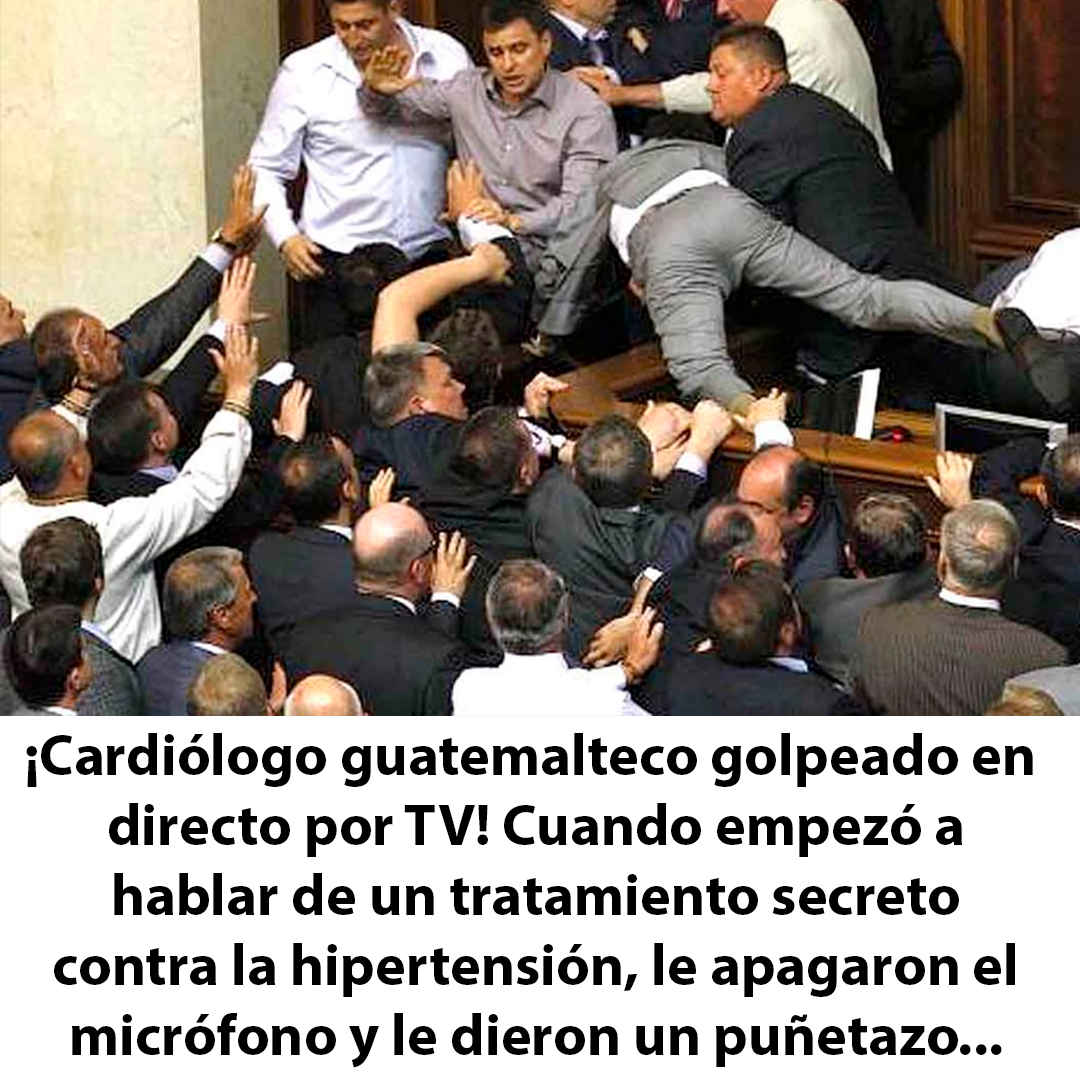 ¡Cardiólogo guatemalteco golpeado en
directo por TV! Cuando empezó a
hablar de un tratamiento secreto
contra la hipertensión, le apagaron el
micrófono y le dieron un puñetazo...